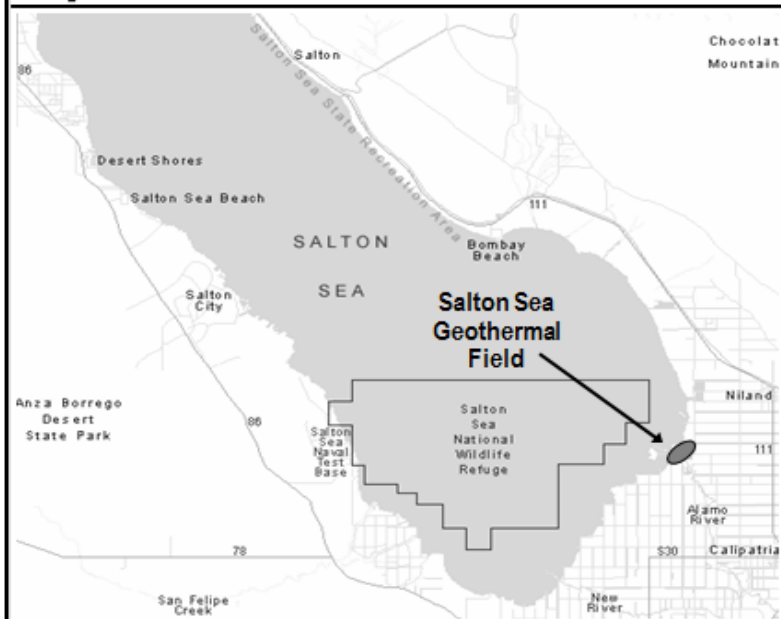 Salton
Chocolat
Mountain
86
Salton Sea State Recreation Area
Desert Shores
Salton Sea Beach
111
SALTON
SEA
Bombay
Beach
Salton
City
Salton Sea
Geothermal
Field
Anza Borrego
Desert
State Park
86
Salton
Sea
Naval
Test
Base
Salton
Sea
National
Wildlife
Refuge
Niland
111
Alamo
River
78
S30
Calipatria
San Felipe
Creek
New
River